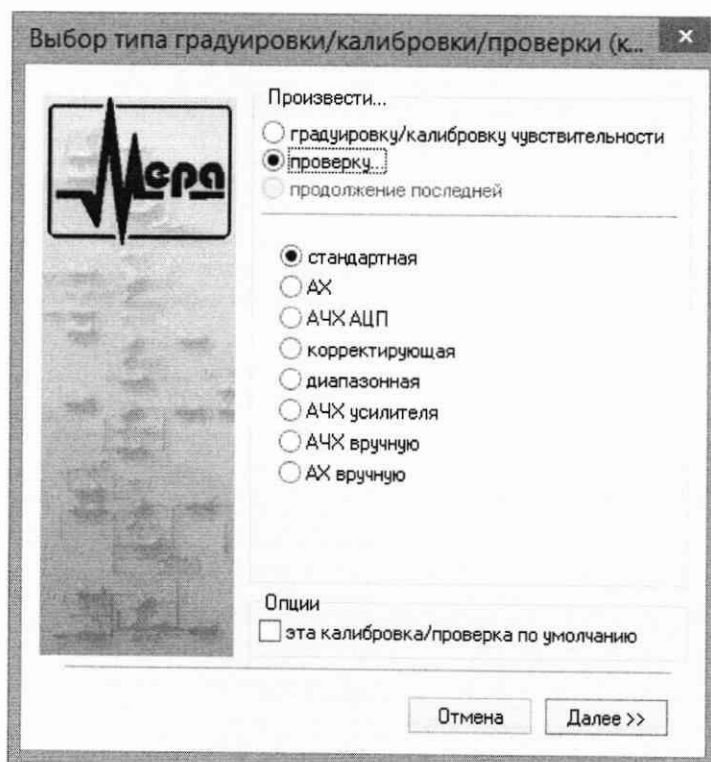 Выбор типа градуировки/калибровки/проверки (к...
Мера
Произвести...
градуировку/калибровку чувствительности
проверку...
продолжение последней
стандартная
АХ
АЧХ АЦП
корректирующая
диапазонная
АЧХ усилителя
АЧХ вручную
АХ вручную
Опции
эта калибровка/проверка по умолчанию
Отмена
Далее >>